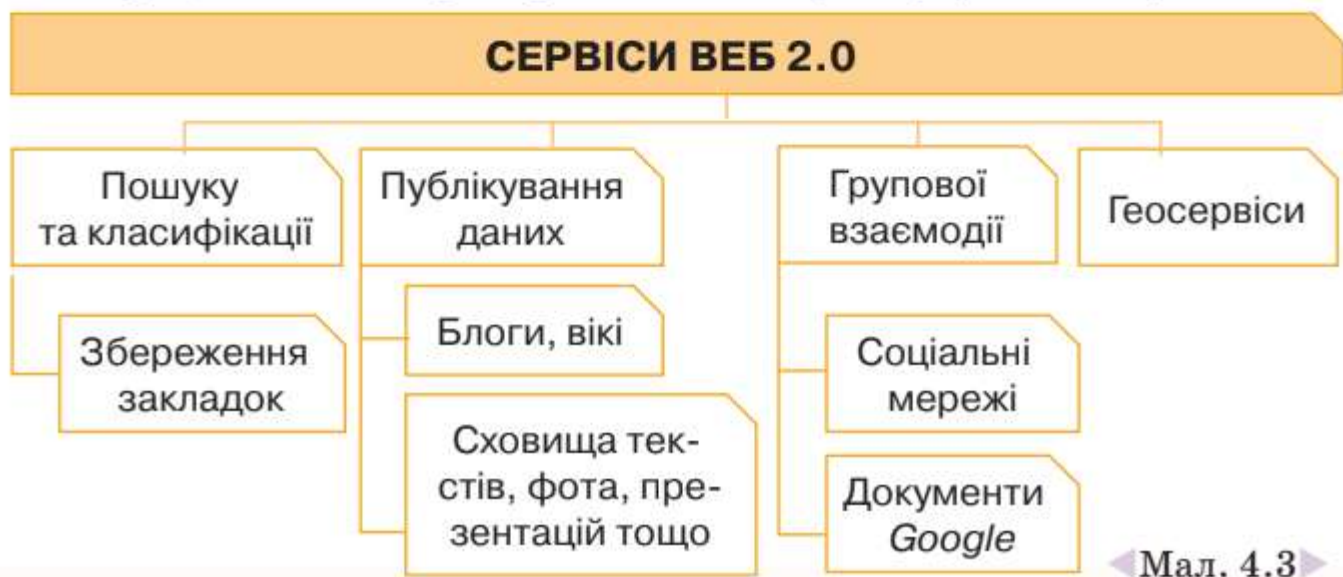 СЕРВІСИ ВЕБ 2.0
Пошуку
та класифікації
Збереження
закладок
Публікування
даних
Блоги, вікі
Сховища тек-
стів, фота, пре-
зентацій тощо
Групової
взаємодії
Соціальні
мережі
Документи
Google
Геосервіси
Мал. 4.3